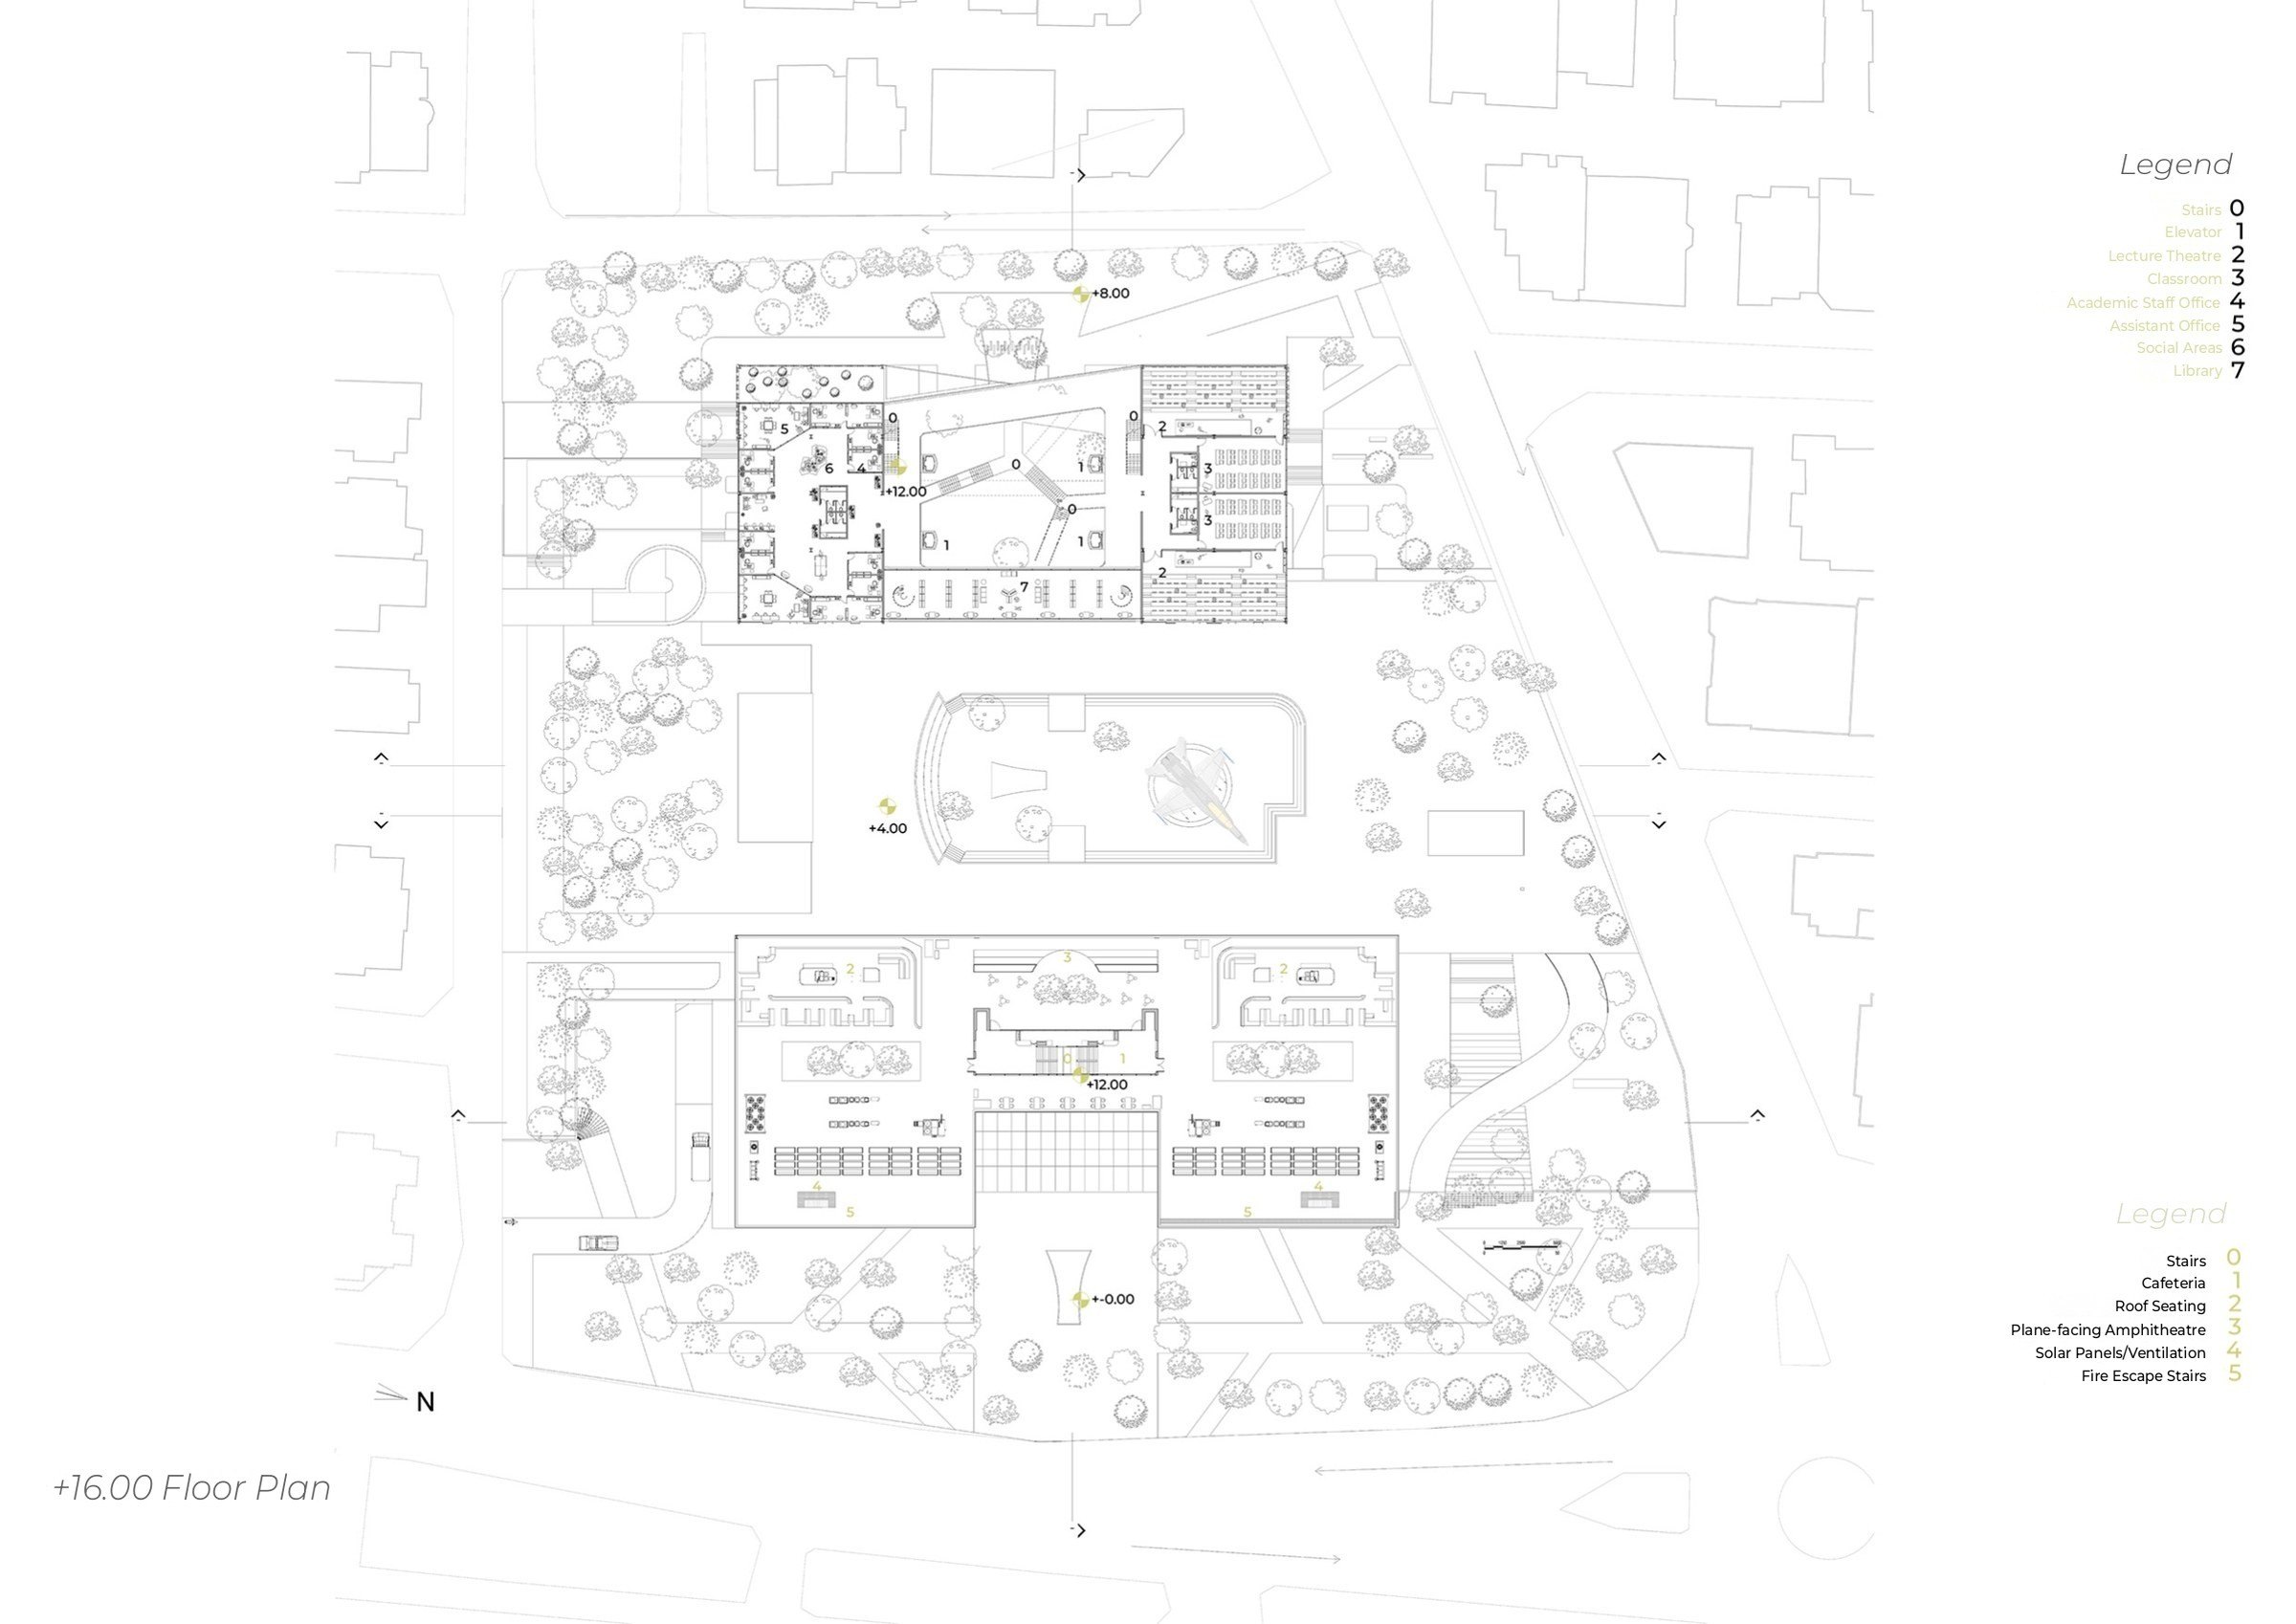 Legend
Stairs 0
Elevator 1
Lecture Theatre 2
Classroom 3
Academic Staff Office 4
Assistant Office 5
Social Areas 6
Library 7
+8.00
0
0
2
5
6
4
0
1
3
+12.00
0
3
1
1
2
7
+4.00
3
2
2
0
1
+12.00
4
4
5
5
+-0.00
Legend
Stairs 0
Cafeteria 1
Roof Seating 2
Plane-facing Amphitheatre 3
Solar Panels/Ventilation 4
Fire Escape Stairs 5
N
+16.00 Floor Plan